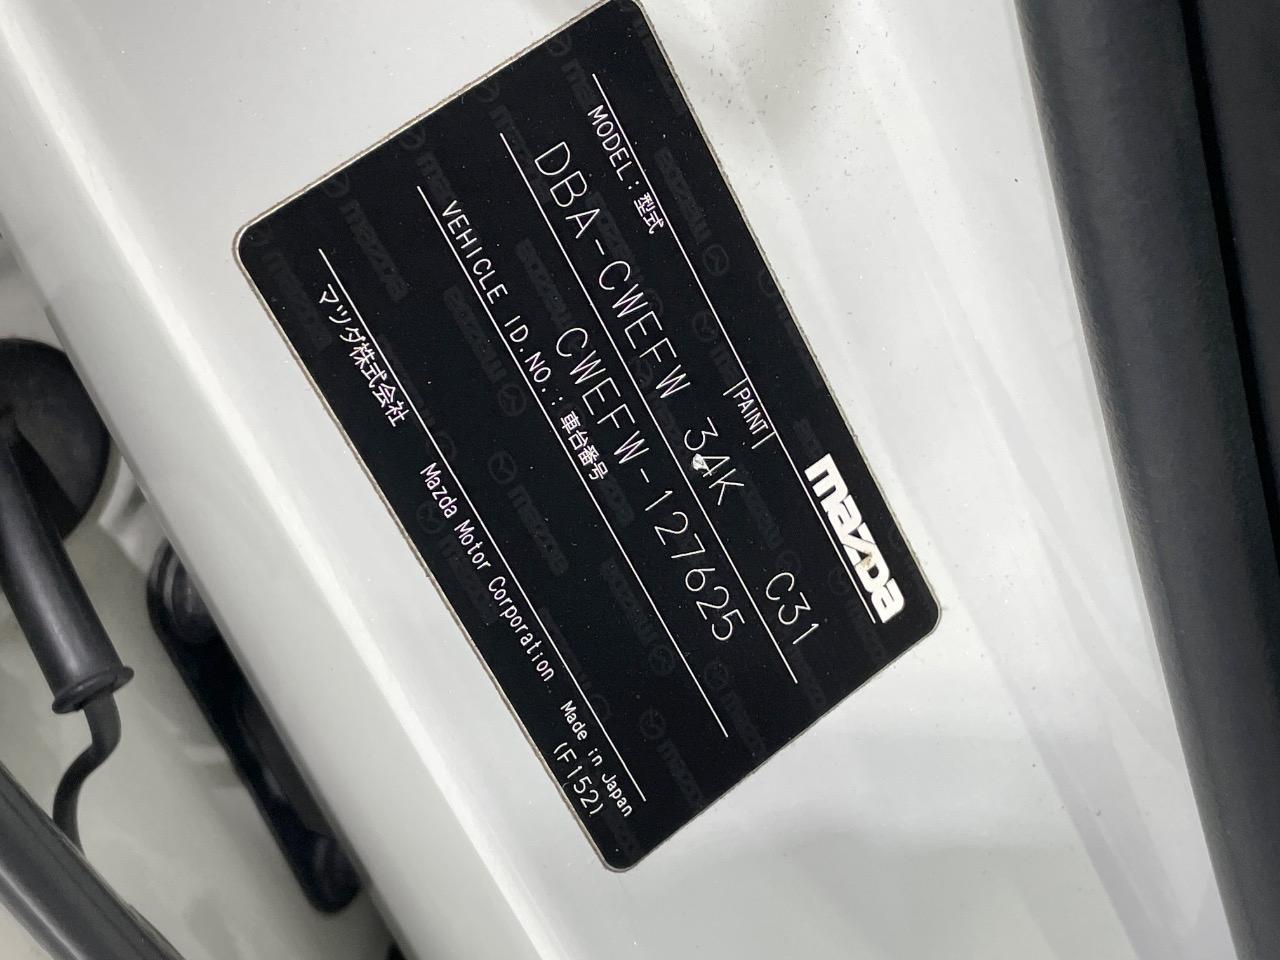 mazda
MODEL:型式
PAINT
C31
DBA-CWEFW 34K
VEHICLE ID.NO.:車台番号
CWEFW-127625
マツダ株式会社 Mazda Motor Corporation Made in Japan
(F152)